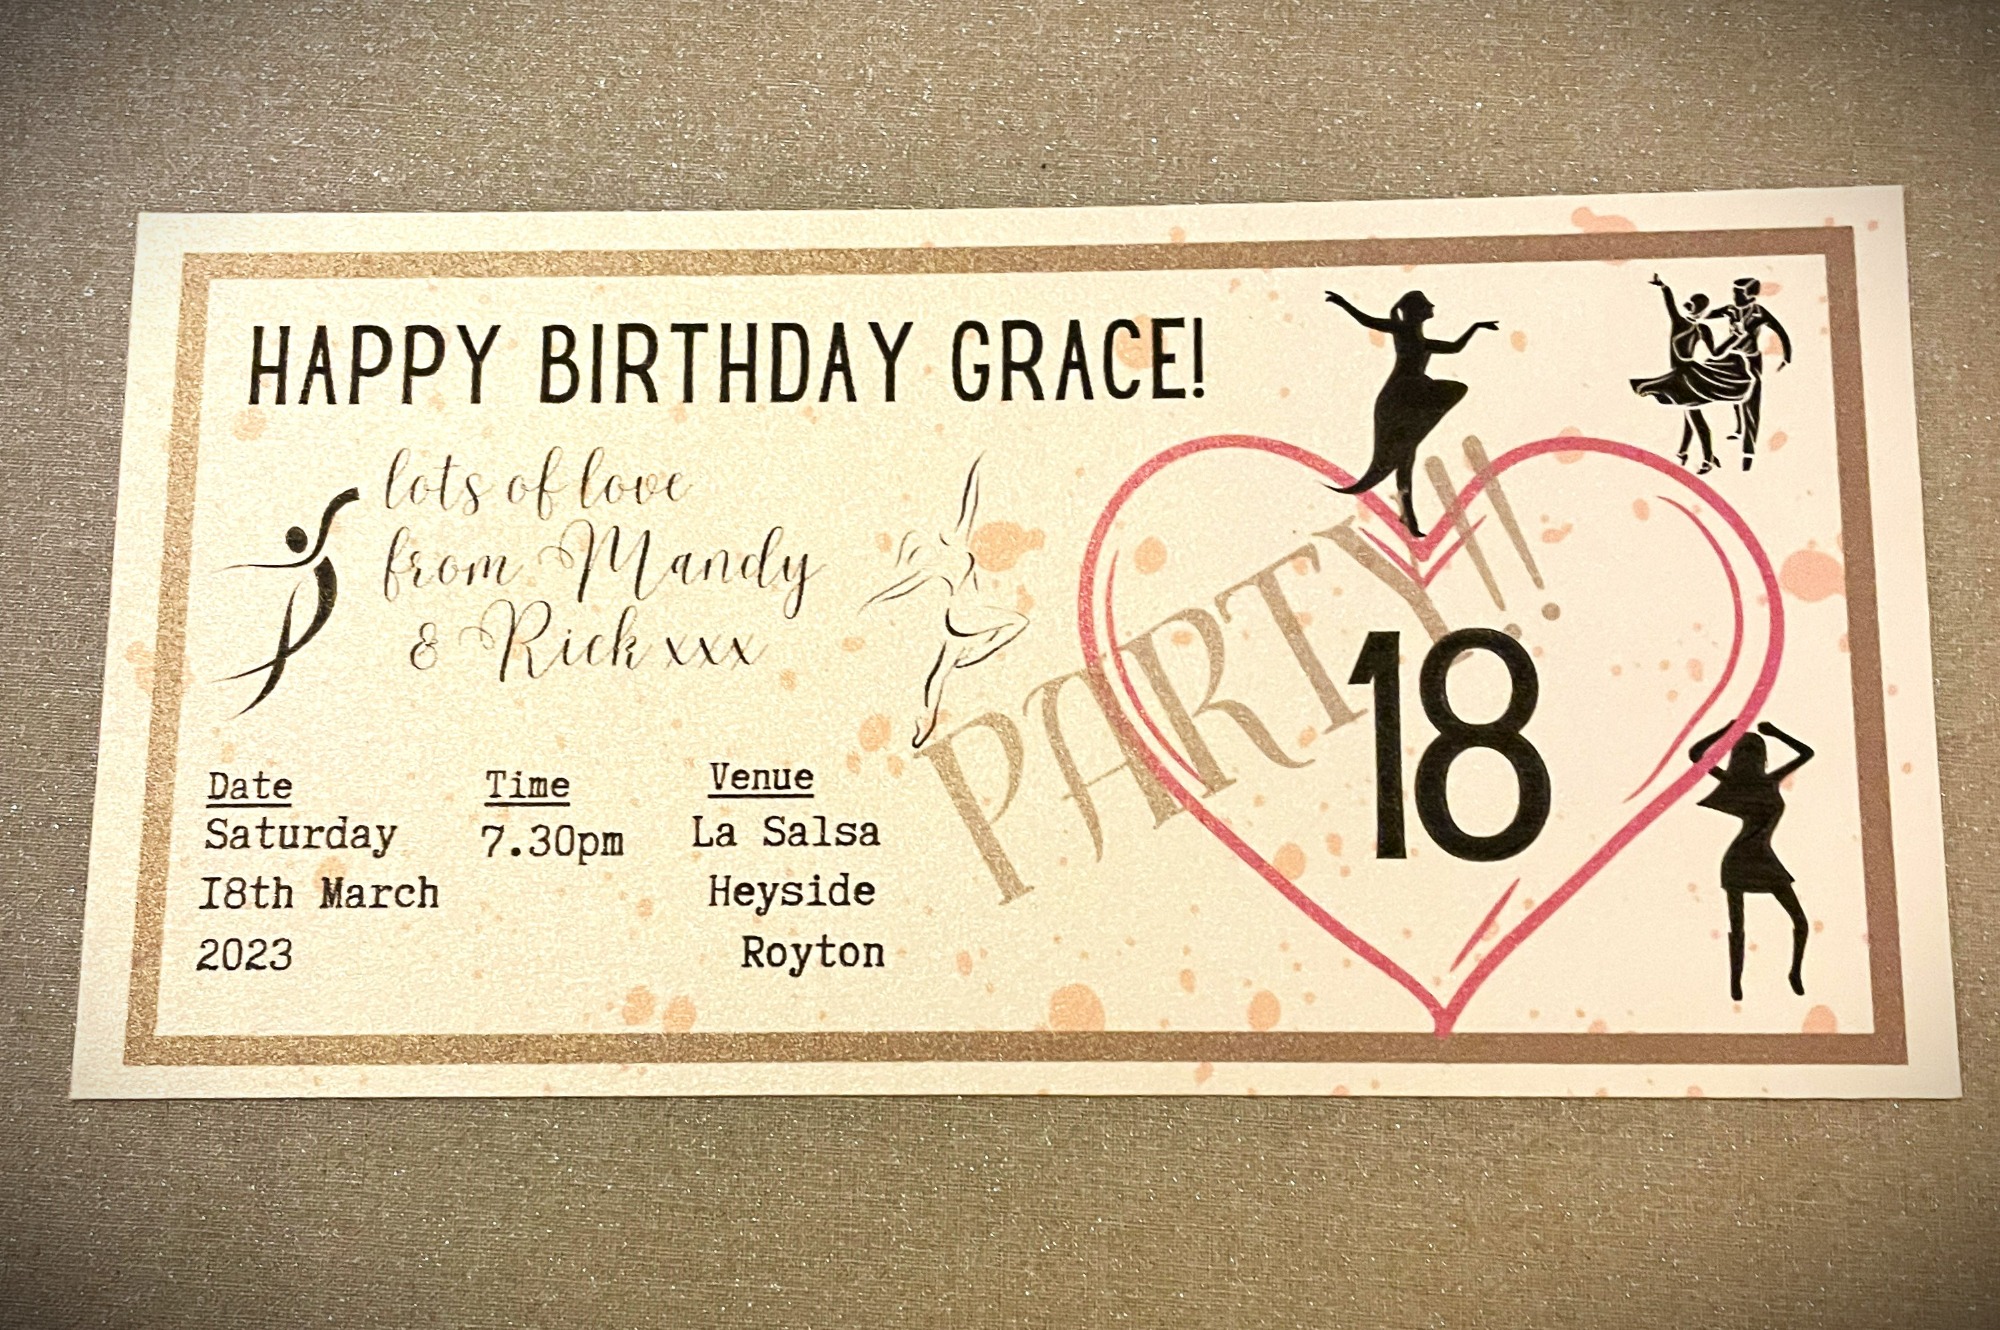 HAPPY BIRTHDAY GRACE!
lots of love
from Mandy
& Rick xxx
PARTY!!
18
Date
Saturday
18th March
2023
Time
7.30pm
Venue
La Salsa
Heyside
Royton